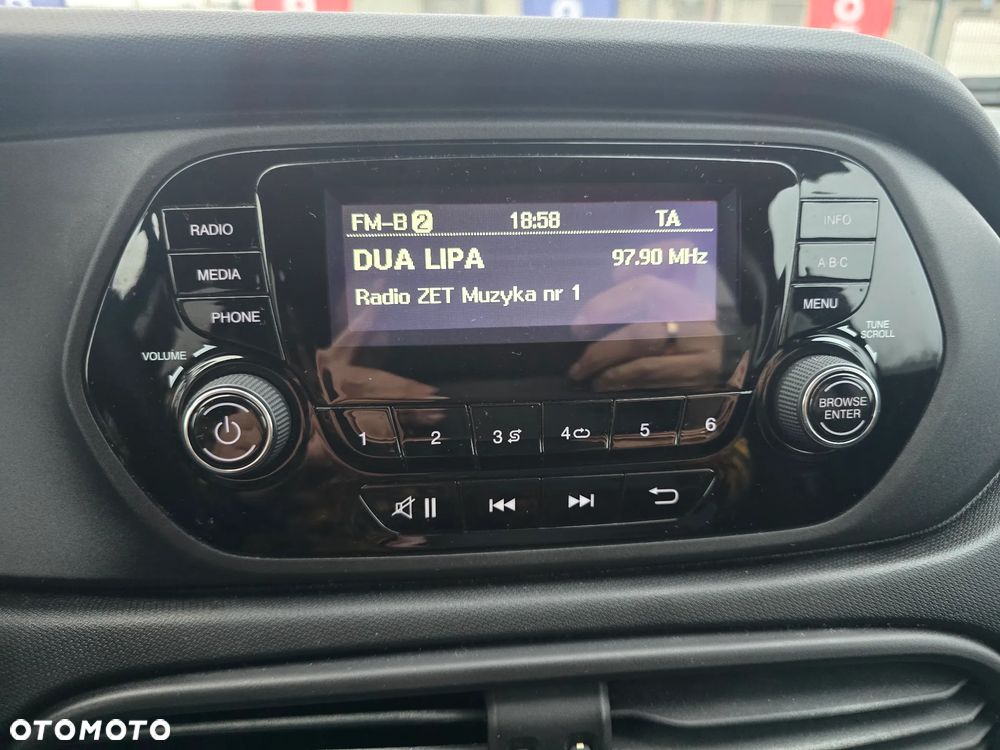 FM-B 2 18:58 TA
DUA LIPA 97.90 MHz
Radio ZET Muzyka nr 1
RADIO
MEDIA
PHONE
VOLUME
INFO
A·B·C
MENU
TUNE
SCROLL
BROWSE
ENTER
1 2 3 4 5 6
OTOMOTO